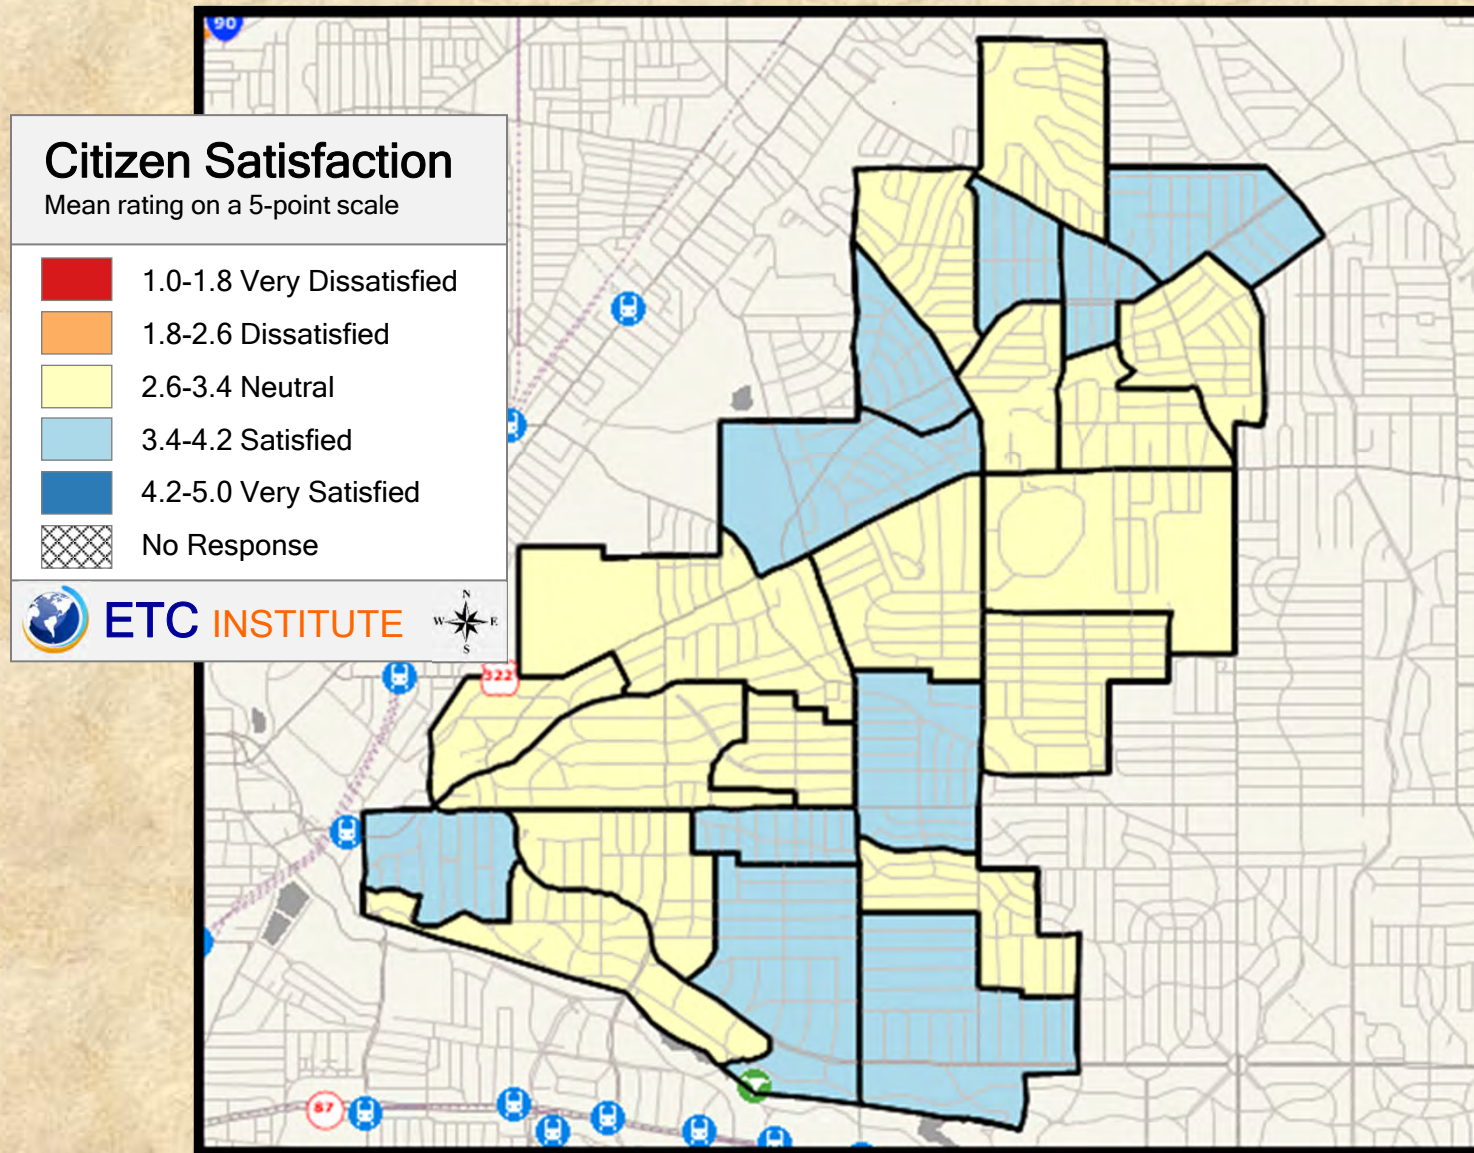 90
Citizen Satisfaction
Mean rating on a 5-point scale
1.0-1.8 Very Dissatisfied
1.8-2.6 Dissatisfied
2.6-3.4 Neutral
3.4-4.2 Satisfied
4.2-5.0 Very Satisfied
No Response
ETC INSTITUTE
N
W E
S
322
87